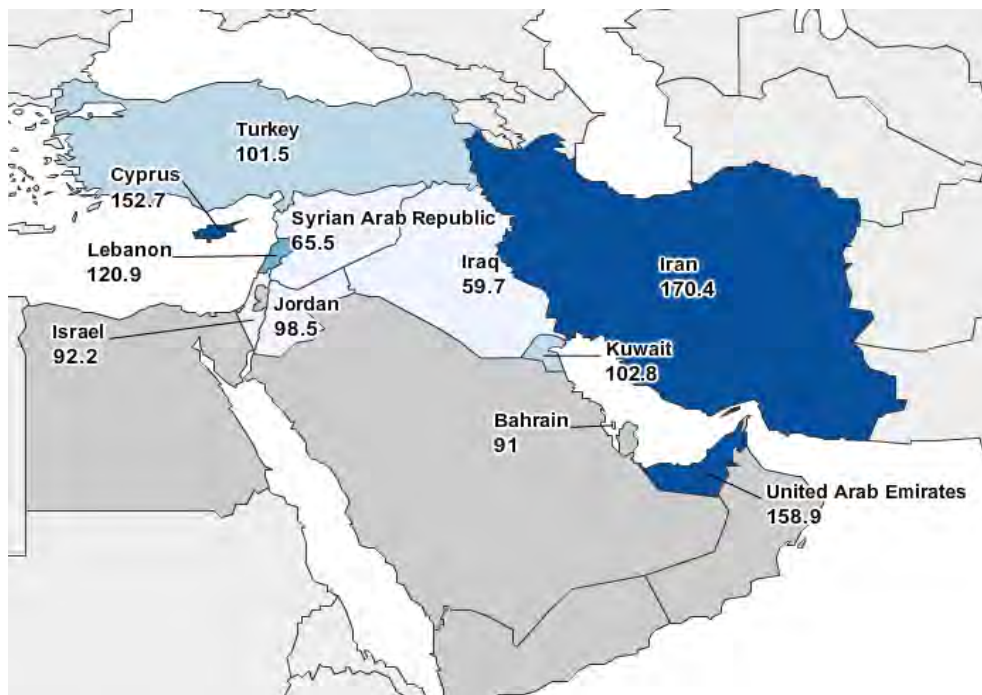 Turkey
101.5
Cyprus
152.7
Syrian Arab Republic
65.5
Lebanon
120.9
Iraq
59.7
Iran
170.4
Jordan
98.5
Israel
92.2
Kuwait
102.8
Bahrain
91
United Arab Emirates
158.9